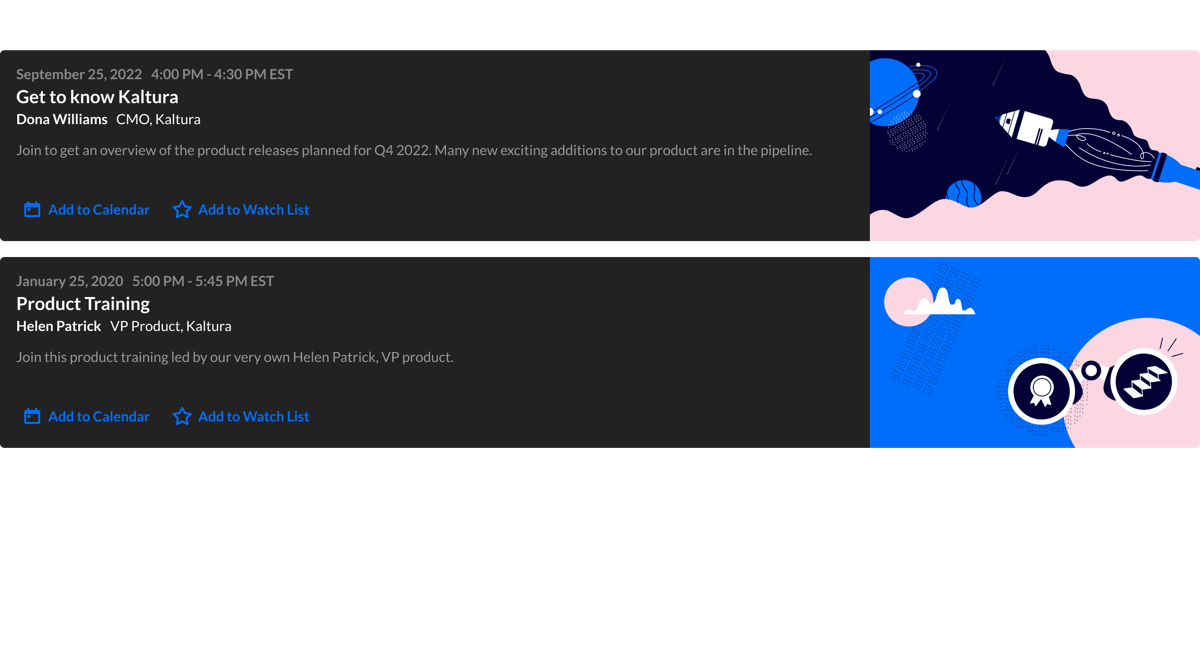 September 25, 2022 4:00 PM - 4:30 PM EST
Get to know Kaltura
Dona Williams CMO, Kaltura
Join to get an overview of the product releases planned for Q4 2022. Many new exciting additions to our product are in the pipeline.
Add to Calendar Add to Watch List
January 25, 2020 5:00 PM - 5:45 PM EST
Product Training
Helen Patrick VP Product, Kaltura
Join this product training led by our very own Helen Patrick, VP product.
Add to Calendar Add to Watch List